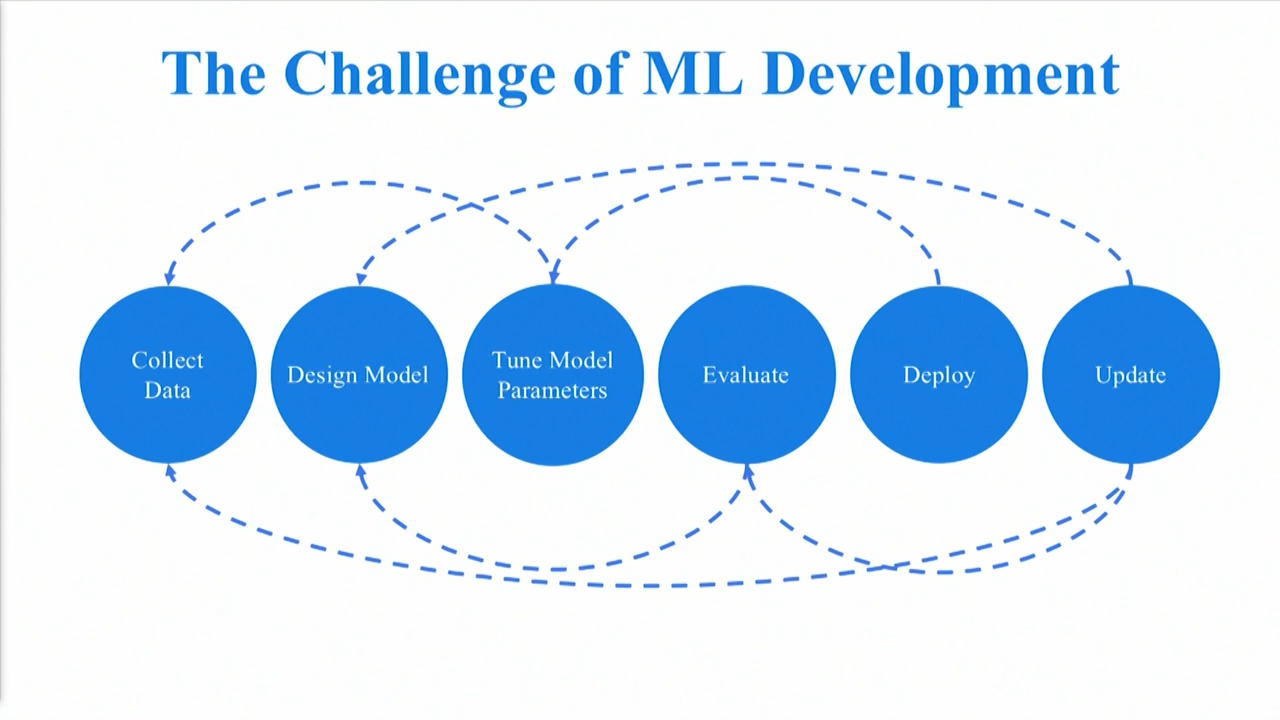 The Challenge of ML Development
Collect
Data
Design Model
Tune Model
Parameters
Evaluate
Deploy
Update